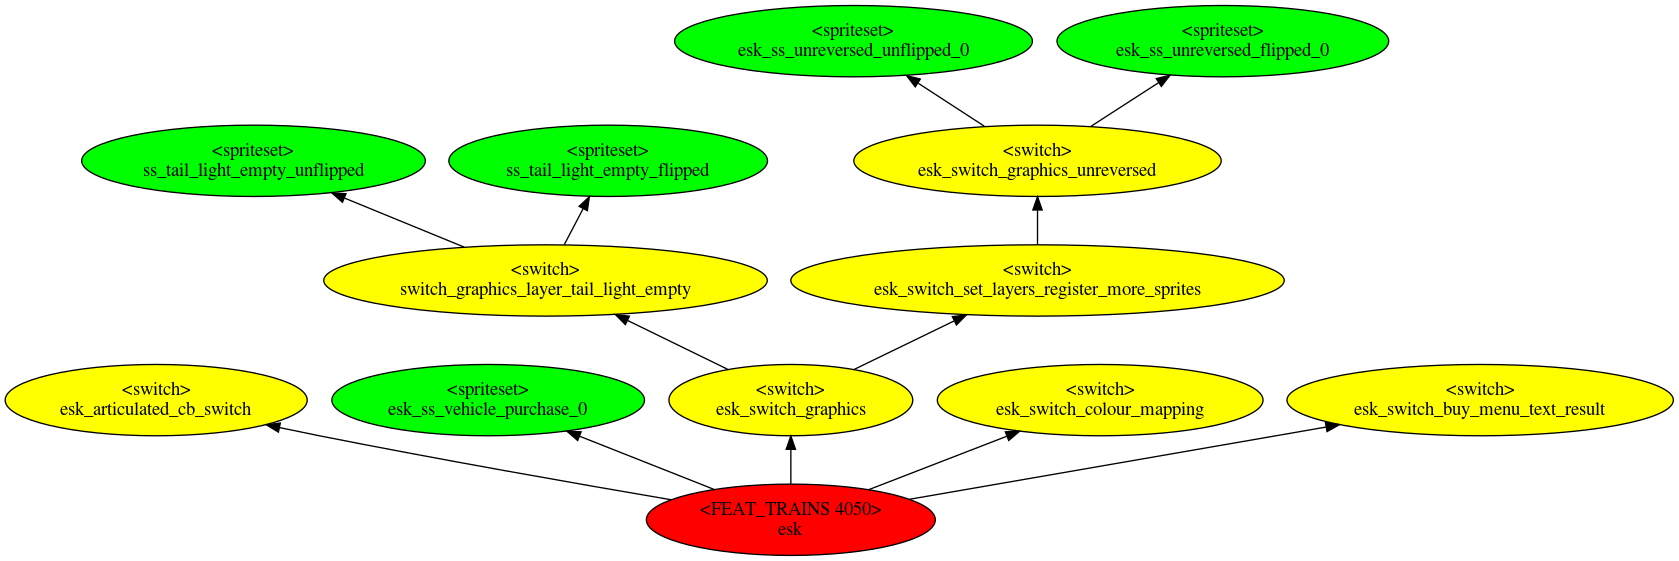 <spriteset>
esk_ss_unreversed_unflipped_0
<spriteset>
esk_ss_unreversed_flipped_0
<spriteset>
ss_tail_light_empty_unflipped
<spriteset>
ss_tail_light_empty_flipped
<switch>
esk_switch_graphics_unreversed
<switch>
switch_graphics_layer_tail_light_empty
<switch>
esk_switch_set_layers_register_more_sprites
<switch>
esk_articulated_cb_switch
<spriteset>
esk_ss_vehicle_purchase_0
<switch>
esk_switch_graphics
<switch>
esk_switch_colour_mapping
<switch>
esk_switch_buy_menu_text_result
<FEAT_TRAINS 4050>
esk